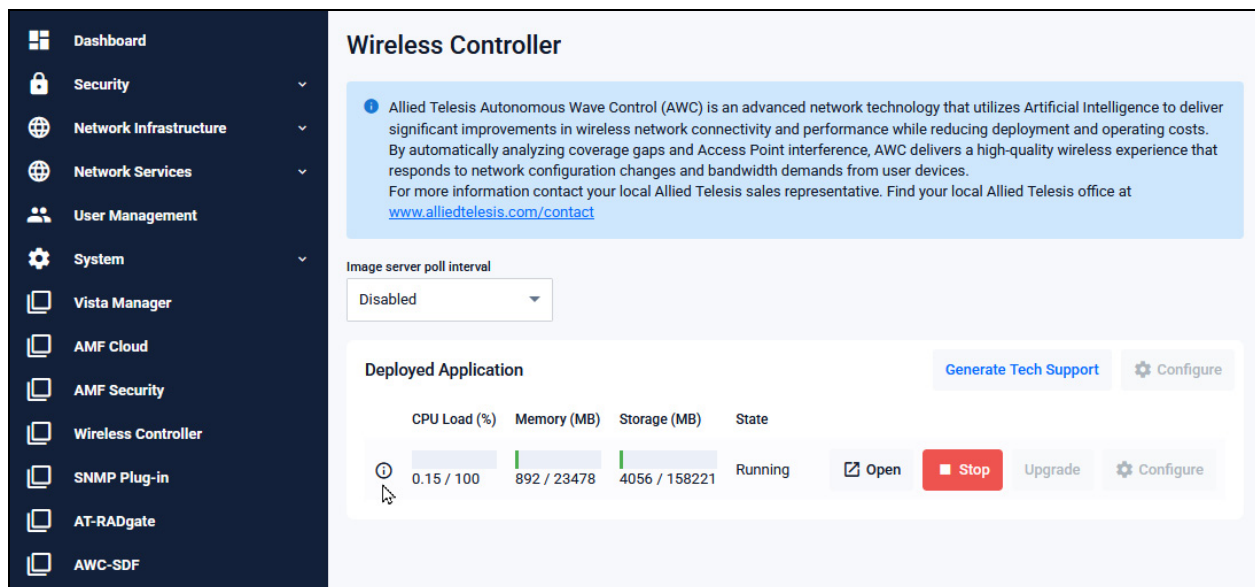 Dashboard
Security
Network Infrastructure
Network Services
User Management
System
Vista Manager
AMF Cloud
AMF Security
Wireless Controller
SNMP Plug-in
AT-RADgate
AWC-SDF
Wireless Controller
Allied Telesis Autonomous Wave Control (AWC) is an advanced network technology that utilizes Artificial Intelligence to deliver
significant improvements in wireless network connectivity and performance while reducing deployment and operating costs.
By automatically analyzing coverage gaps and Access Point interference, AWC delivers a high-quality wireless experience that
responds to network configuration changes and bandwidth demands from user devices.
For more information contact your local Allied Telesis sales representative. Find your local Allied Telesis office at
www.alliedtelesis.com/contact
Image server poll interval
Disabled
Deployed Application
Generate Tech Support
Configure
CPU Load (%) Memory (MB) Storage (MB) State
0.15 / 100 892 / 23478 4056 / 158221 Running Open Stop Upgrade Configure